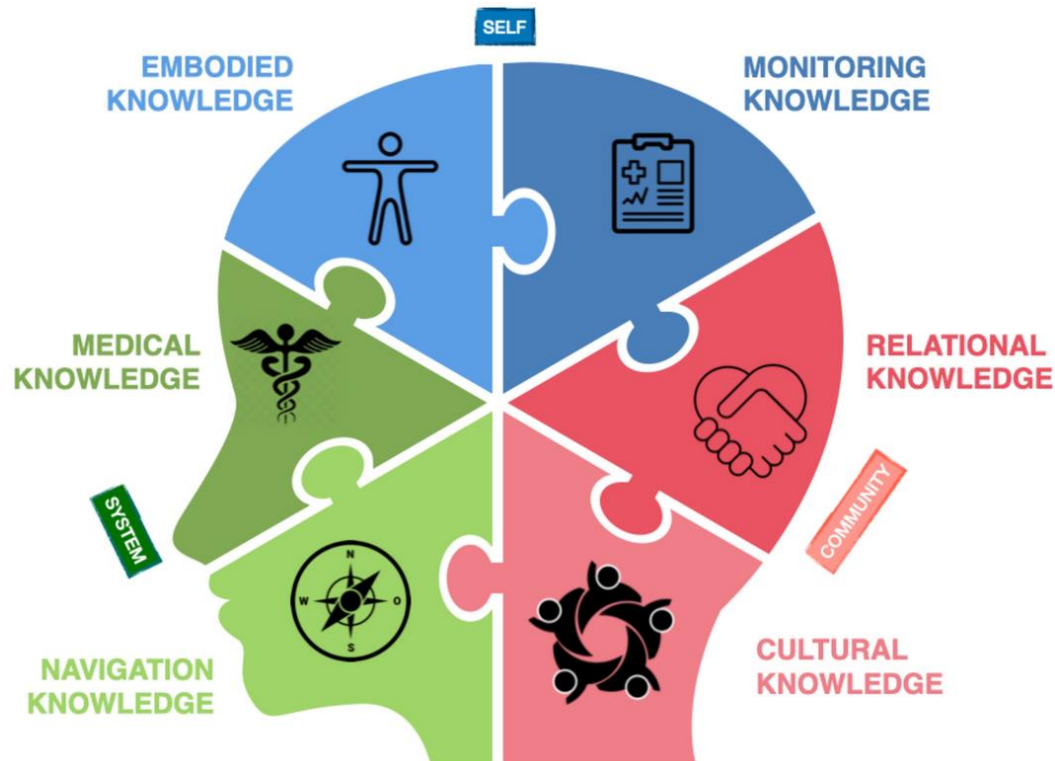 SELF
EMBODIED
KNOWLEDGE
MONITORING
KNOWLEDGE
MEDICAL
KNOWLEDGE
RELATIONAL
KNOWLEDGE
SYSTEM
COMMUNITY
N
W
O
S
NAVIGATION
KNOWLEDGE
CULTURAL
KNOWLEDGE